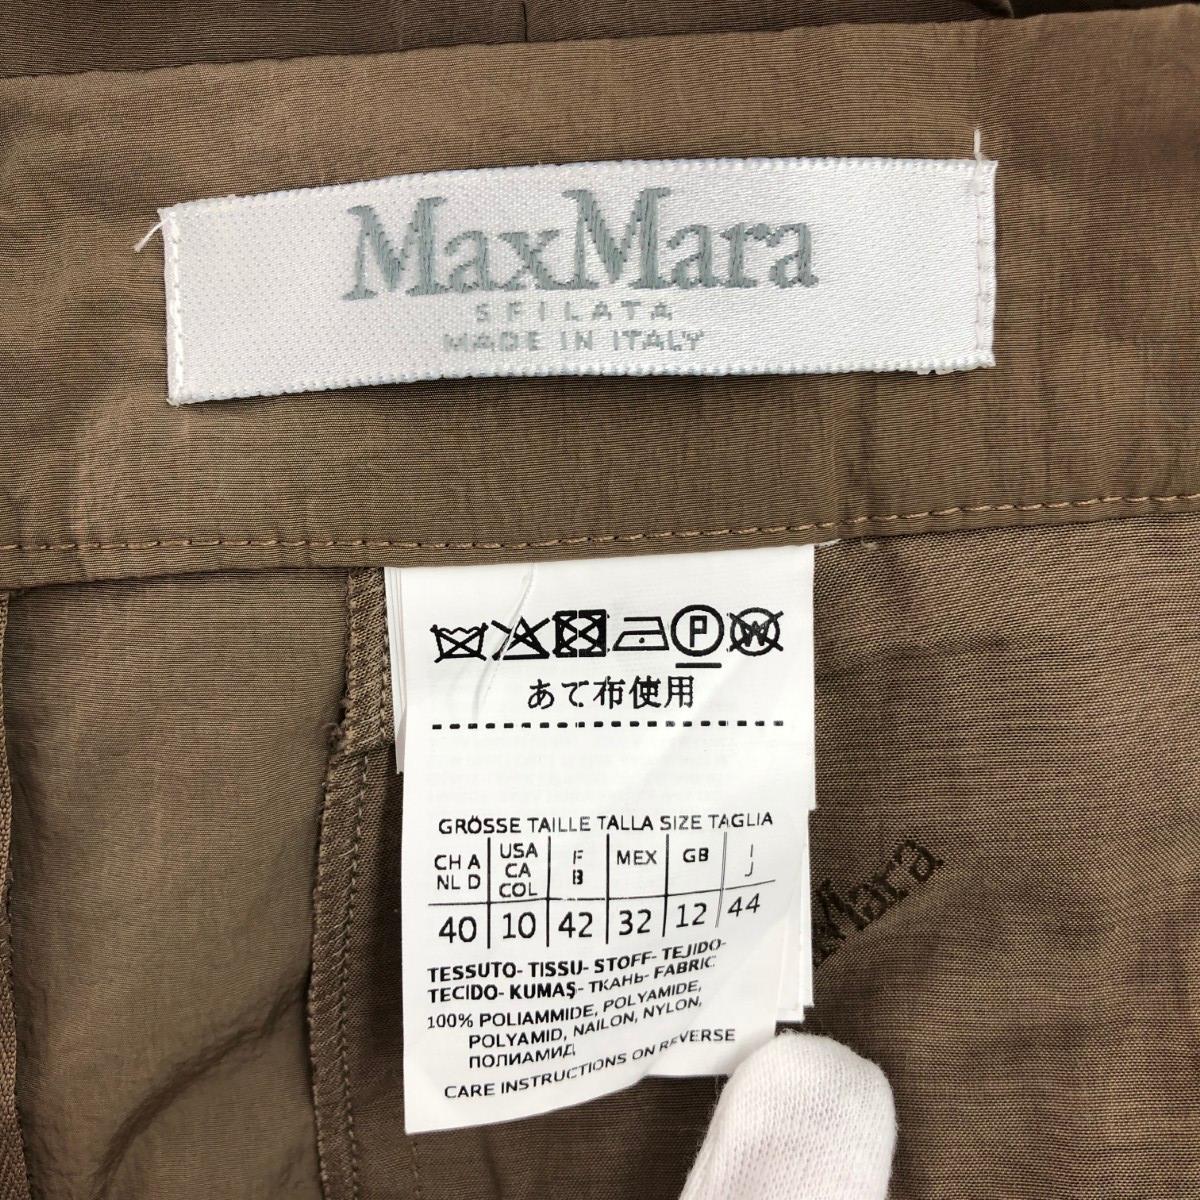 MaxMara
SFILATA
MADE IN ITALY
P W
あて布使用
GRÖSSE TAILLE TALLA SIZE TAGLIA
CH A NL D USA CA COL F B MEX GB I J
40 10 42 32 12 44
TESSUTO- TISSU- STOFF- TEJIDO-
TECIDO- KUMAŞ- ТКАНЬ- FABRIC:
100% POLIAMMIDE, POLYAMIDE,
POLYAMID, NAILON, NYLON,
ПОЛИАМИД
CARE INSTRUCTIONS ON REVERSE
Mara